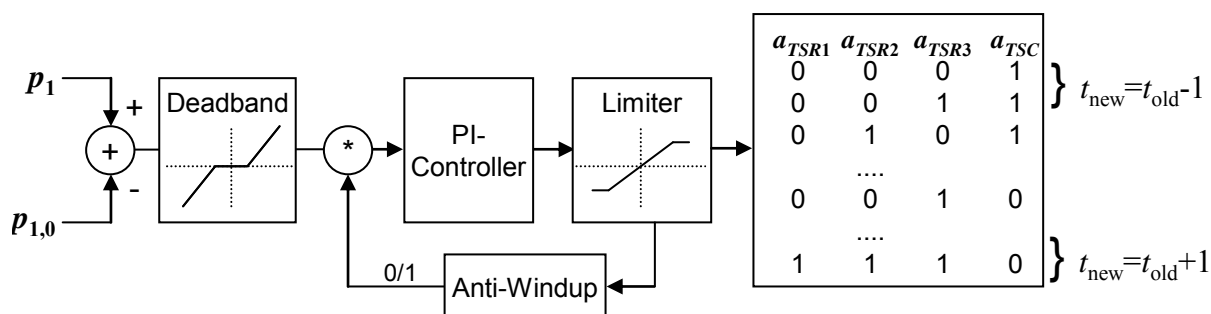 p1
+
+
-
p1,0
Deadband
*
PI-
Controller
Limiter
0/1
Anti-Windup
aTSR1 aTSR2 aTSR3 aTSC
0 0 0 1
0 0 1 1
0 1 0 1
....
0 0 1 0
....
1 1 1 0
} tnew=told-1
} tnew=told+1